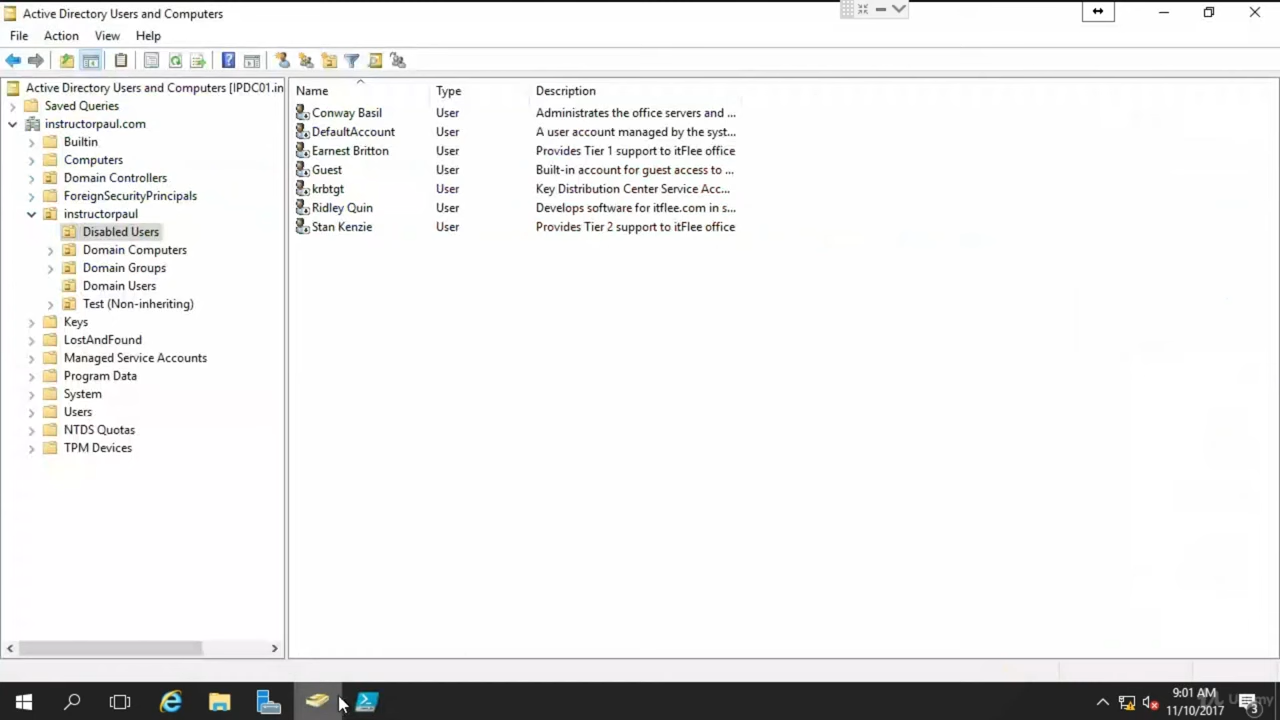 Active Directory Users and Computers
File Action View Help
Active Directory Users and Computers [IPDC01.in
Saved Queries
instructorpaul.com
Builtin
Computers
Domain Controllers
ForeignSecurityPrincipals
instructorpaul
Disabled Users
Domain Computers
Domain Groups
Domain Users
Test (Non-inheriting)
Keys
LostAndFound
Managed Service Accounts
Program Data
System
Users
NTDS Quotas
TPM Devices
Name Type Description
Conway Basil User Administrates the office servers and ...
DefaultAccount User A user account managed by the syst...
Earnest Britton User Provides Tier 1 support to itFlee office
Guest User Built-in account for guest access to ...
krbtgt User Key Distribution Center Service Acc...
Ridley Quin User Develops software for itflee.com in s...
Stan Kenzie User Provides Tier 2 support to itFlee office
9:01 AM
11/10/2017
3
Udemy